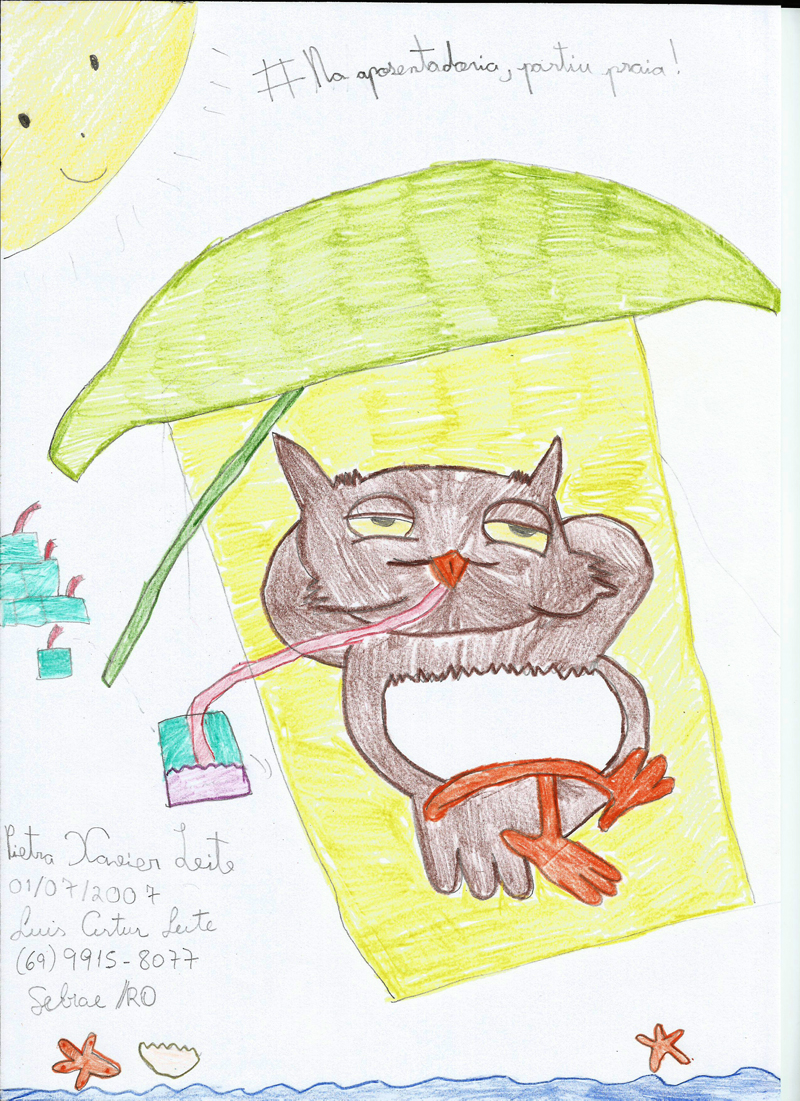 #Na aposentadoria, partiu praia!
Pietra Xavier Leite
01/07/2007
Luis Artur Leite
(69) 9915-8077
Sebrae/RO